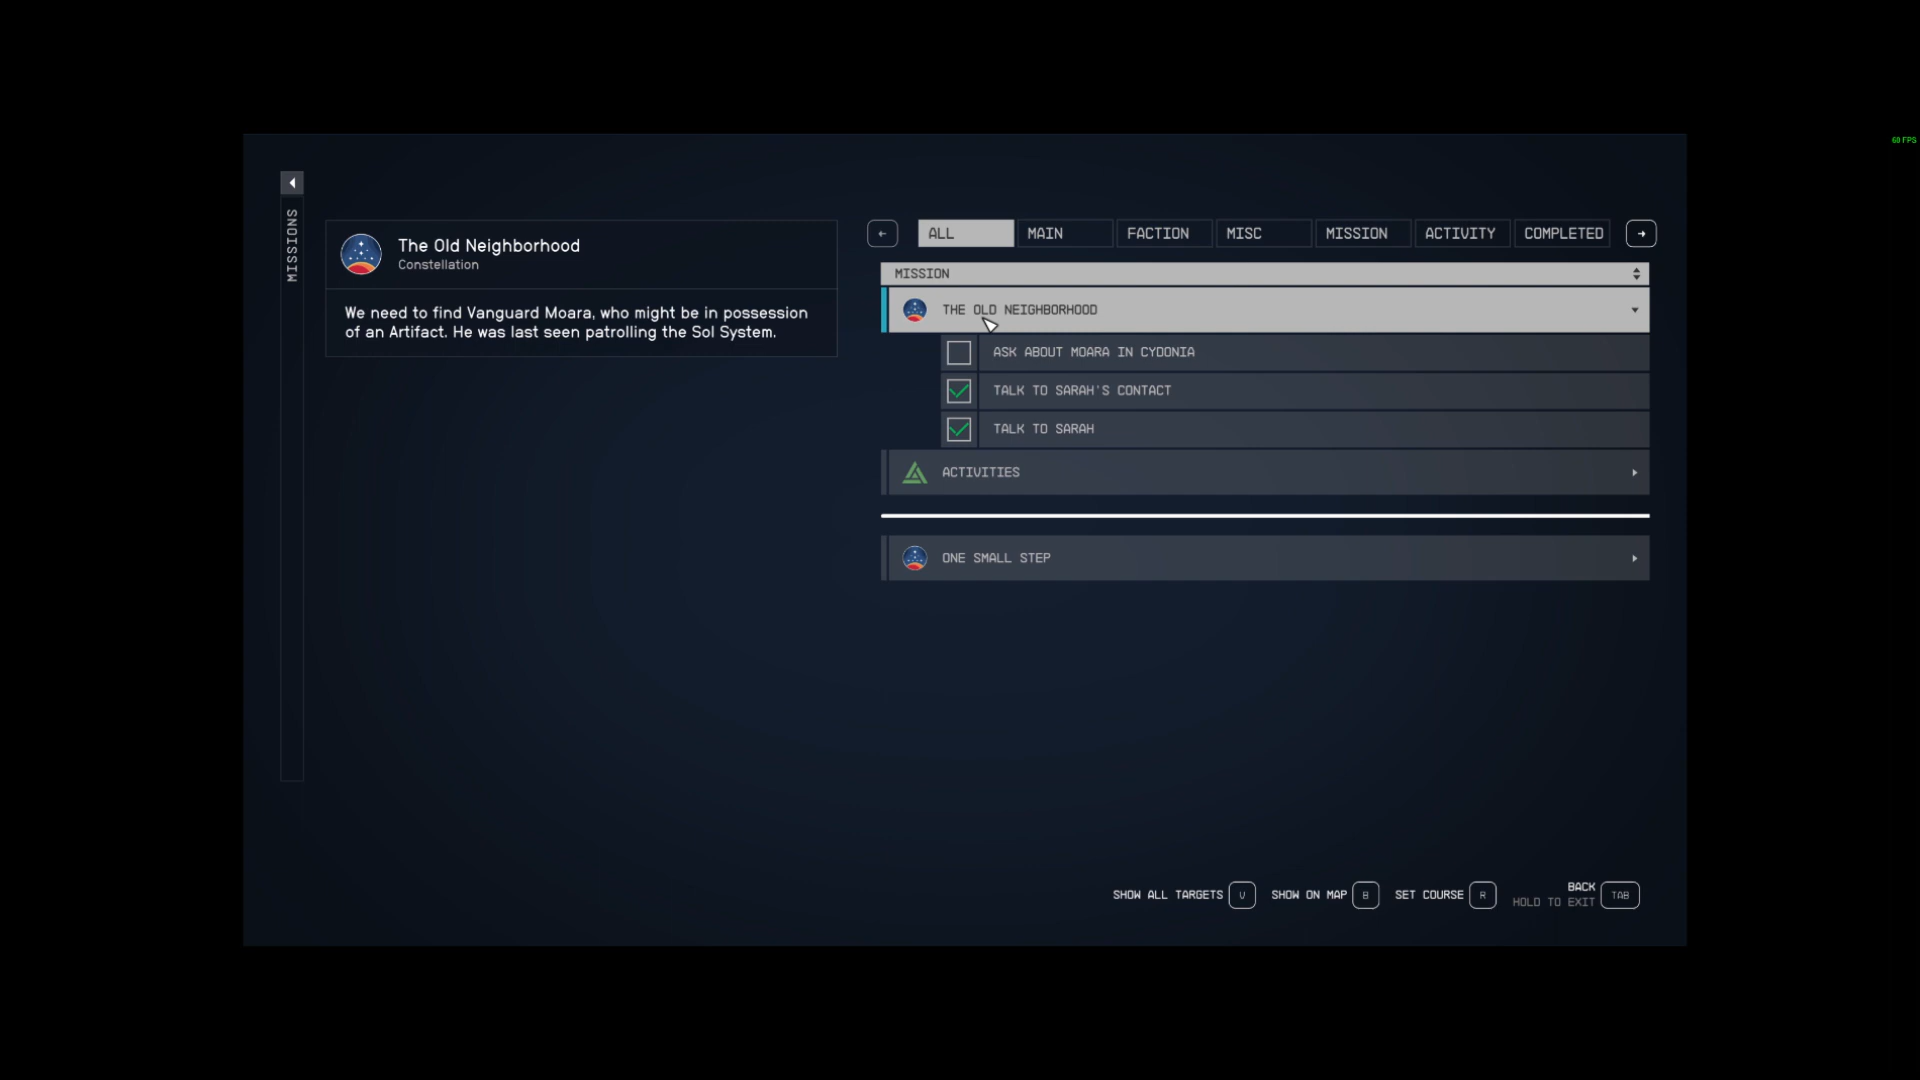 60 FPS
MISSIONS
The Old Neighborhood
Constellation
We need to find Vanguard Moara, who might be in possession
of an Artifact. He was last seen patrolling the Sol System.
ALL MAIN FACTION MISC MISSION ACTIVITY COMPLETED
MISSION
THE OLD NEIGHBORHOOD
ASK ABOUT MOARA IN CYDONIA
TALK TO SARAH'S CONTACT
TALK TO SARAH
ACTIVITIES
ONE SMALL STEP
SHOW ALL TARGETS V SHOW ON MAP B SET COURSE R BACK TAB
HOLD TO EXIT